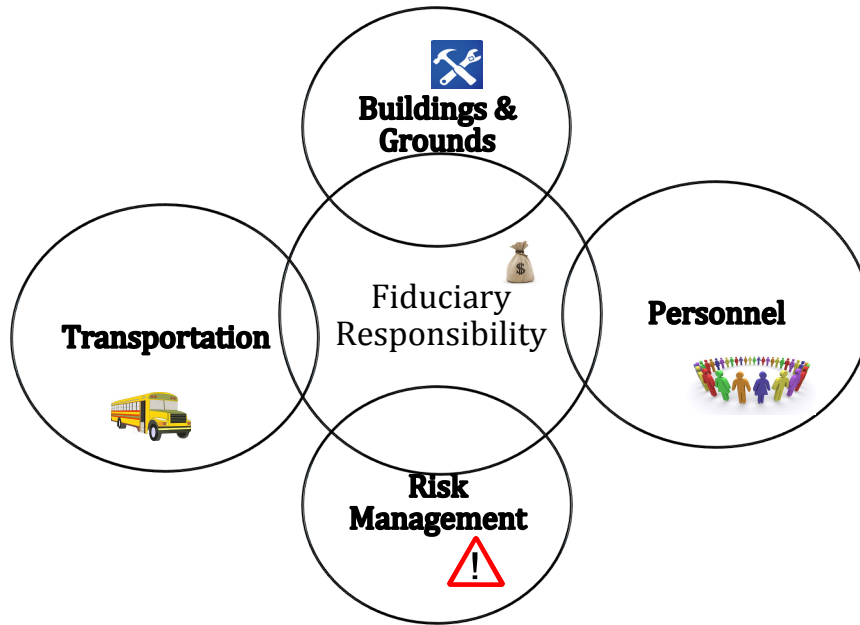 Buildings &
Grounds
Fiduciary
Responsibility
$
Transportation
Personnel
Risk
Management
!